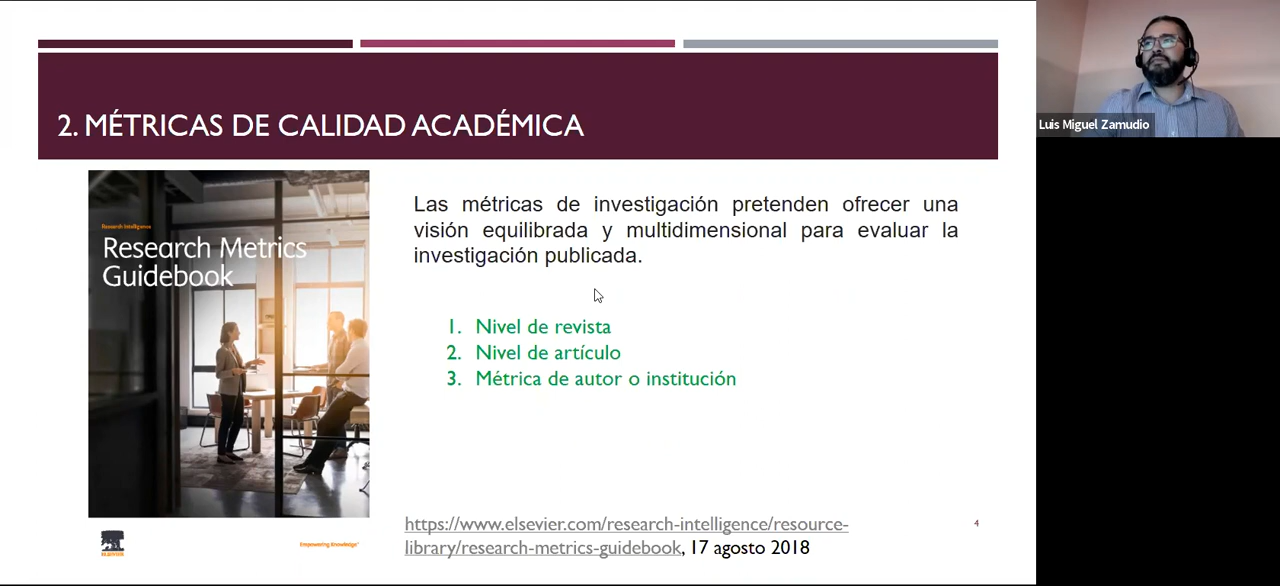 2. MÉTRICAS DE CALIDAD ACADÉMICA
Luis Miguel Zamudio
Research Intelligence
Research Metrics
Guidebook
Las métricas de investigación pretenden ofrecer una
visión equilibrada y multidimensional para evaluar la
investigación publicada.
1. Nivel de revista
2. Nivel de artículo
3. Métrica de autor o institución
ELSEVIER
Empowering Knowledge™
https://www.elsevier.com/research-intelligence/resource-
library/research-metrics-guidebook, 17 agosto 2018
4